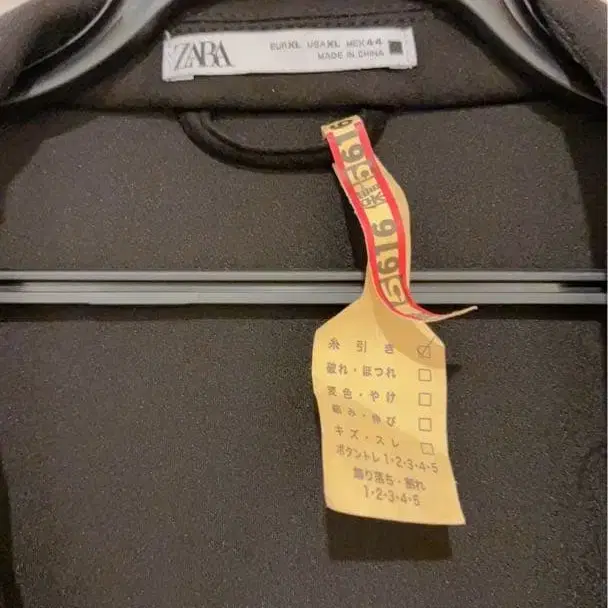 ZARA
EUR XL USA XL MEX 44
MADE IN CHINA
5616
5616
糸引き
破れ・ほつれ
変色・やけ
縮み・伸び
キズ・スレ
ボタントレ 1・2・3・4・5
飾り落ち・割れ
1・2・3・4・5